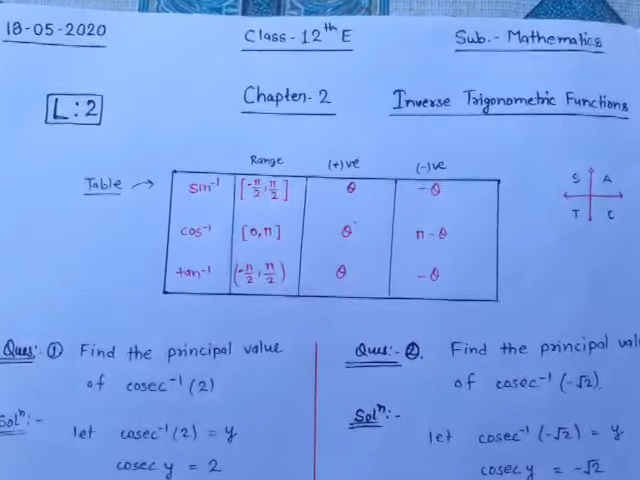 18-05-2020 Class-12th E Sub.- Mathematics
L:2 Chapter-2 Inverse Trigonometric Functions
Range (+)ve (-)ve
Table → sin⁻¹ [-π/2, π/2] θ -θ
cos⁻¹ [0, π] θ π-θ
tan⁻¹ (-π/2, π/2) θ -θ
S A
T C
Ques:- ① Find the principal value
of cosec⁻¹(2)
Solⁿ:-
let cosec⁻¹(2) = y
cosec y = 2
Ques:- ②. Find the principal
of cosec⁻¹(-√2).
Solⁿ:-
let cosec⁻¹(-√2) = y
cosec y = -√2